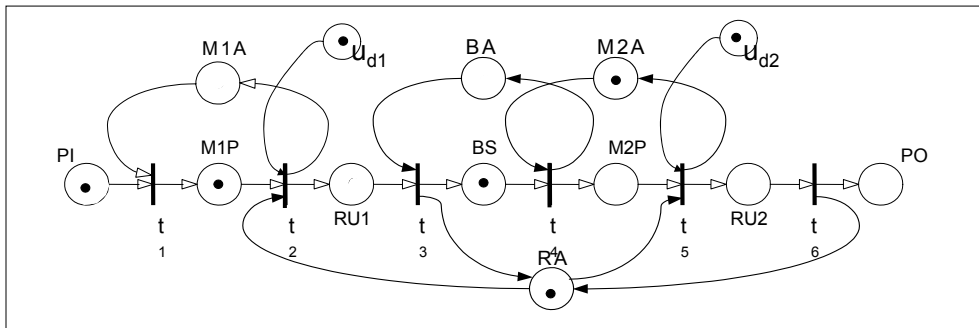 M1A
u_d1
BA
M2A
u_d2
PI
M1P
BS
M2P
PO
RU1
RU2
t
1
t
2
t
3
t
4
t
5
t
6
RA